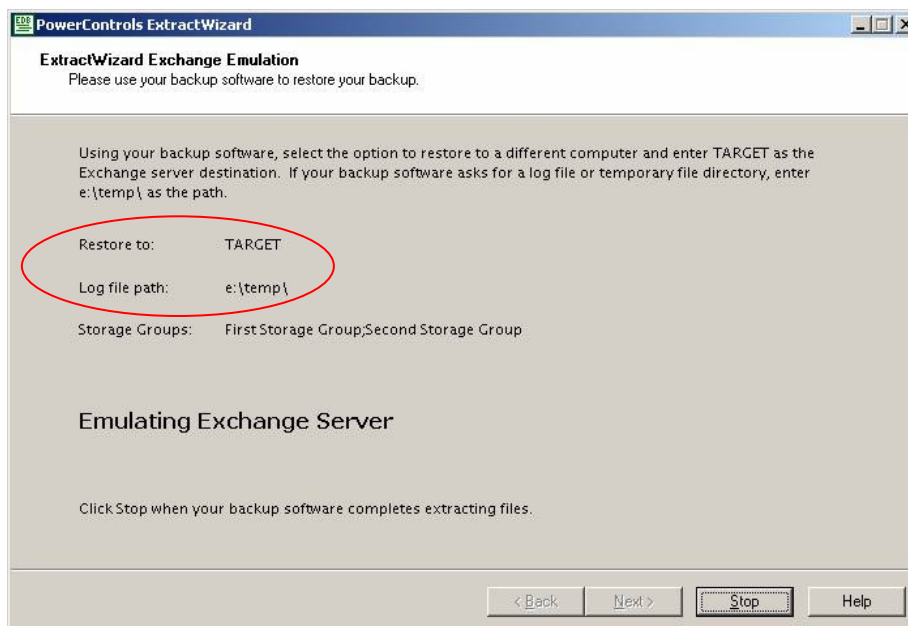 EDB PowerControls ExtractWizard
ExtractWizard Exchange Emulation
Please use your backup software to restore your backup.
Using your backup software, select the option to restore to a different computer and enter TARGET as the
Exchange server destination. If your backup software asks for a log file or temporary file directory, enter
e:\temp\ as the path.
Restore to: TARGET
Log file path: e:\temp\
Storage Groups: First Storage Group;Second Storage Group
Emulating Exchange Server
Click Stop when your backup software completes extracting files.
< Back Next > Stop Help